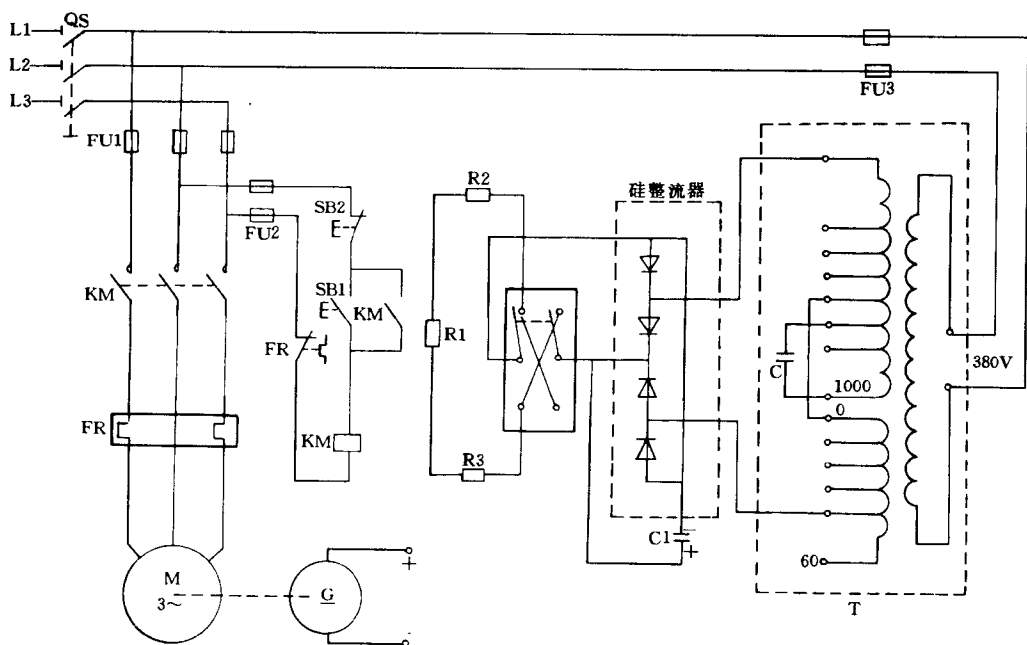 QS
L1
L2
L3
FU3
FU1
FU2
R2
硅整流器
SB2
SB1
KM
KM
R1
FR
C
380V
1000
0
FR
KM
R3
C1
− +
60
T
M
3~
G
+
-